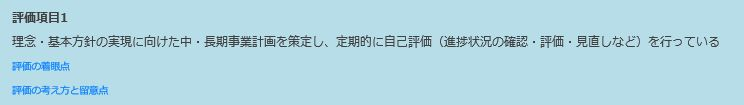 評価項目1
理念・基本方針の実現に向けた中・長期事業計画を策定し、定期的に自己評価（進捗状況の確認・評価・見直しなど）を行っている
評価の着眼点
評価の考え方と留意点